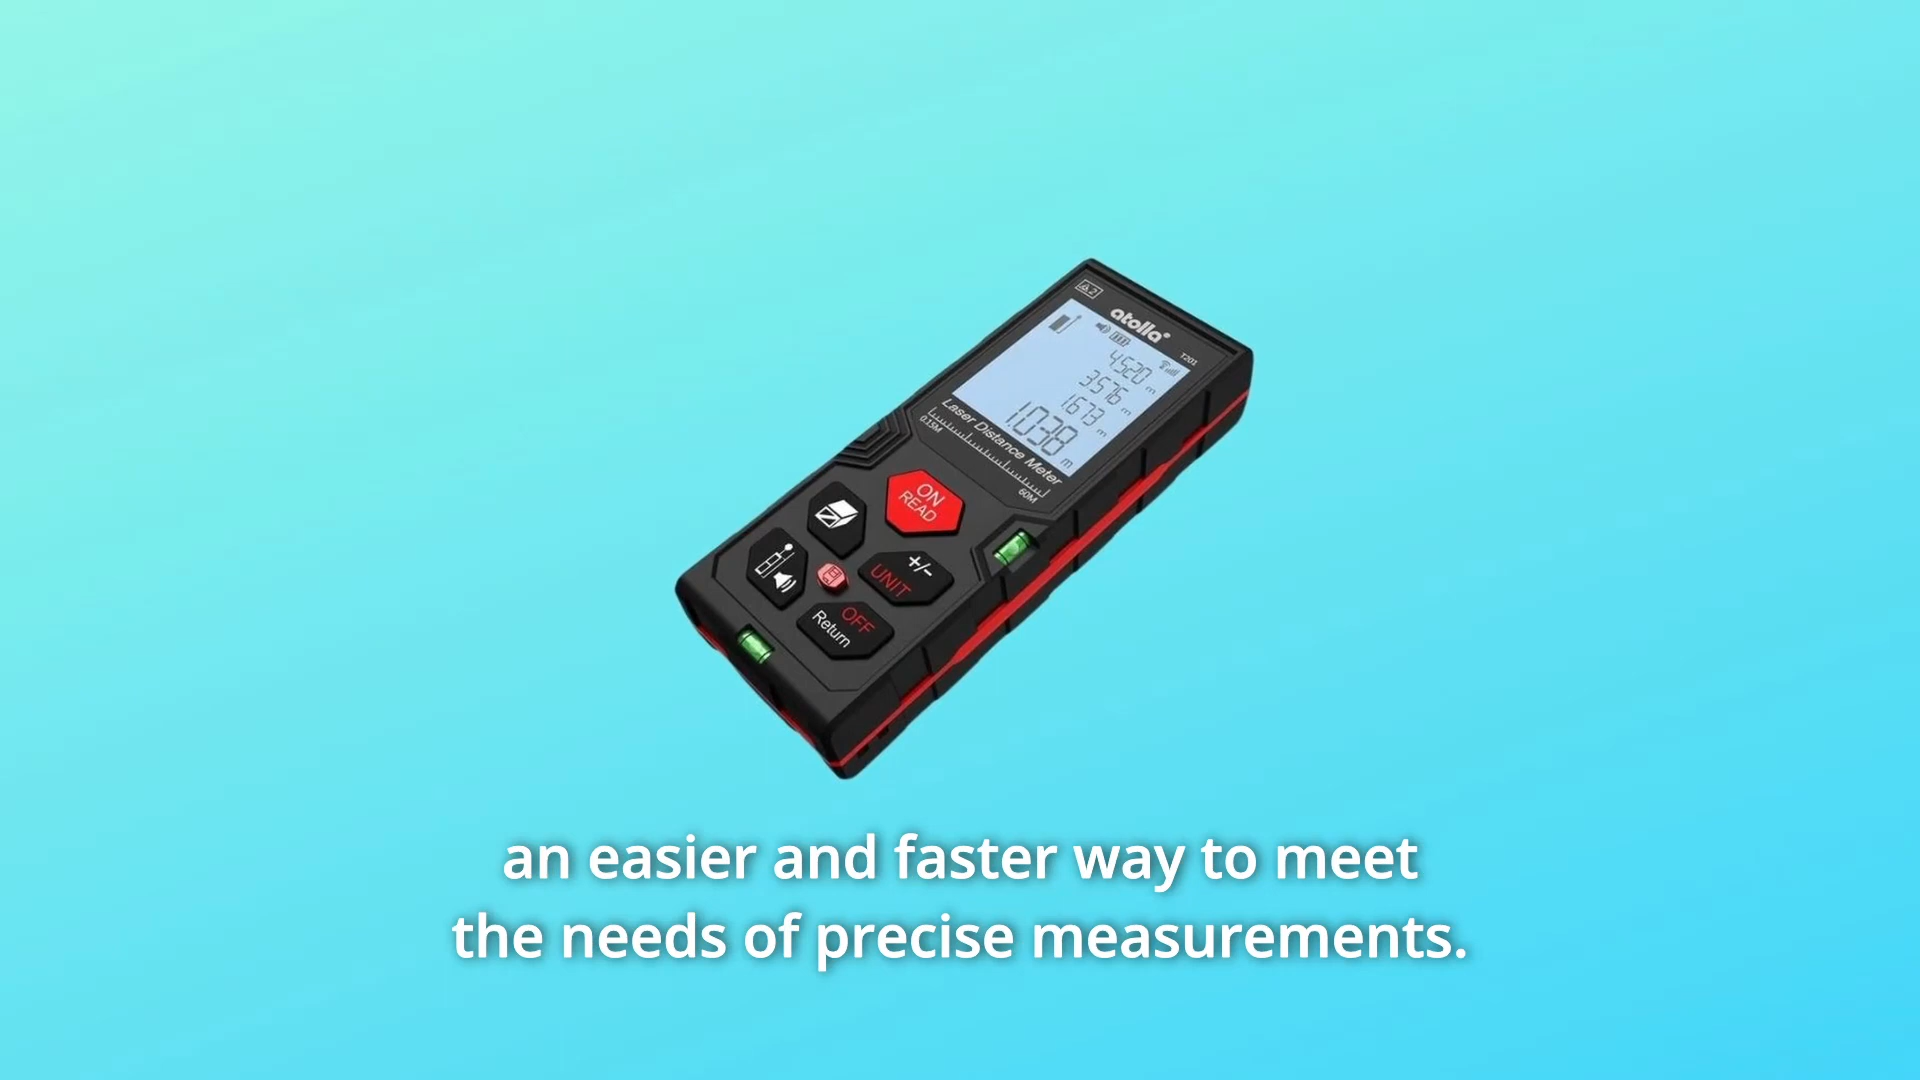 atolla
T201
4.520 m
3.576 m
1.673 m
1.038 m
Laser Distance Meter
0.15M
60M
ON
READ
+/-
UNIT
OFF
Return
an easier and faster way to meet
the needs of precise measurements.